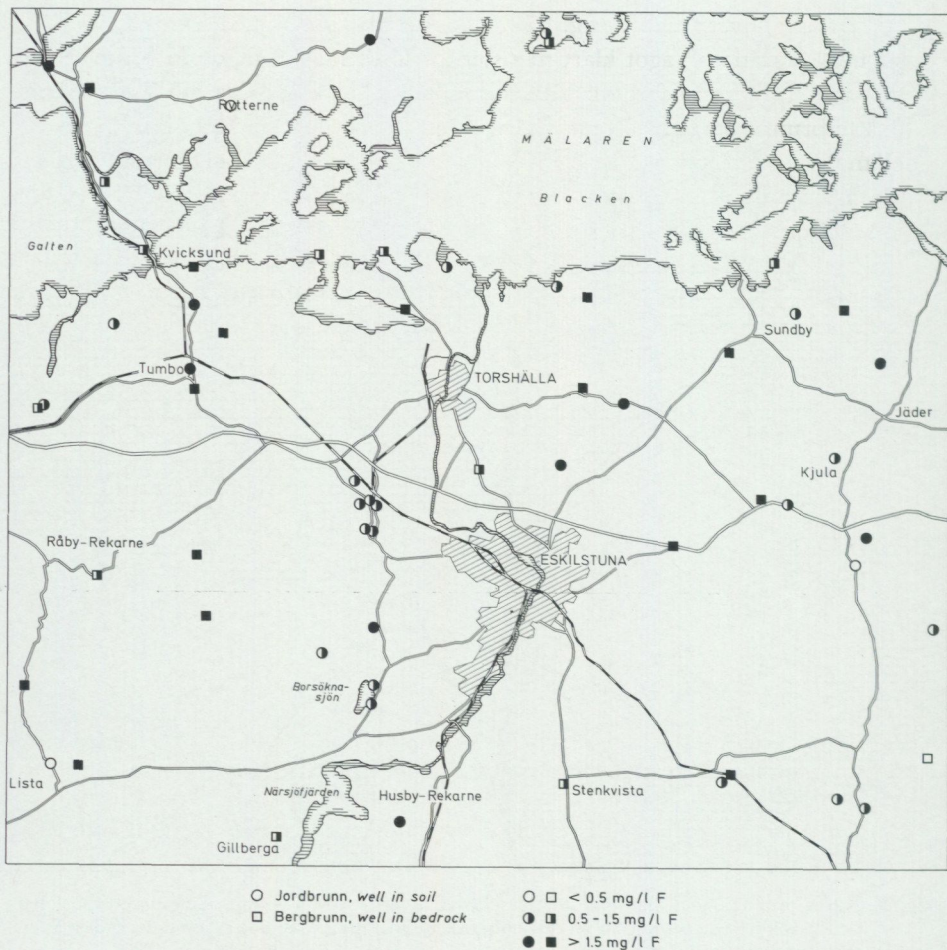 Rytterne
MÄLAREN
Blacken
Galten
Kvicksund
Sundby
Tumbo
TORSHÄLLA
Jäder
Kjula
Råby-Rekarne
ESKILSTUNA
Borsökna-
sjön
Lista
Närsjöfjärden
Husby-Rekarne
Stenkvista
Gillberga
Jordbrunn, well in soil
Bergbrunn, well in bedrock
< 0.5 mg/l F
0.5 - 1.5 mg/l F
> 1.5 mg/l F